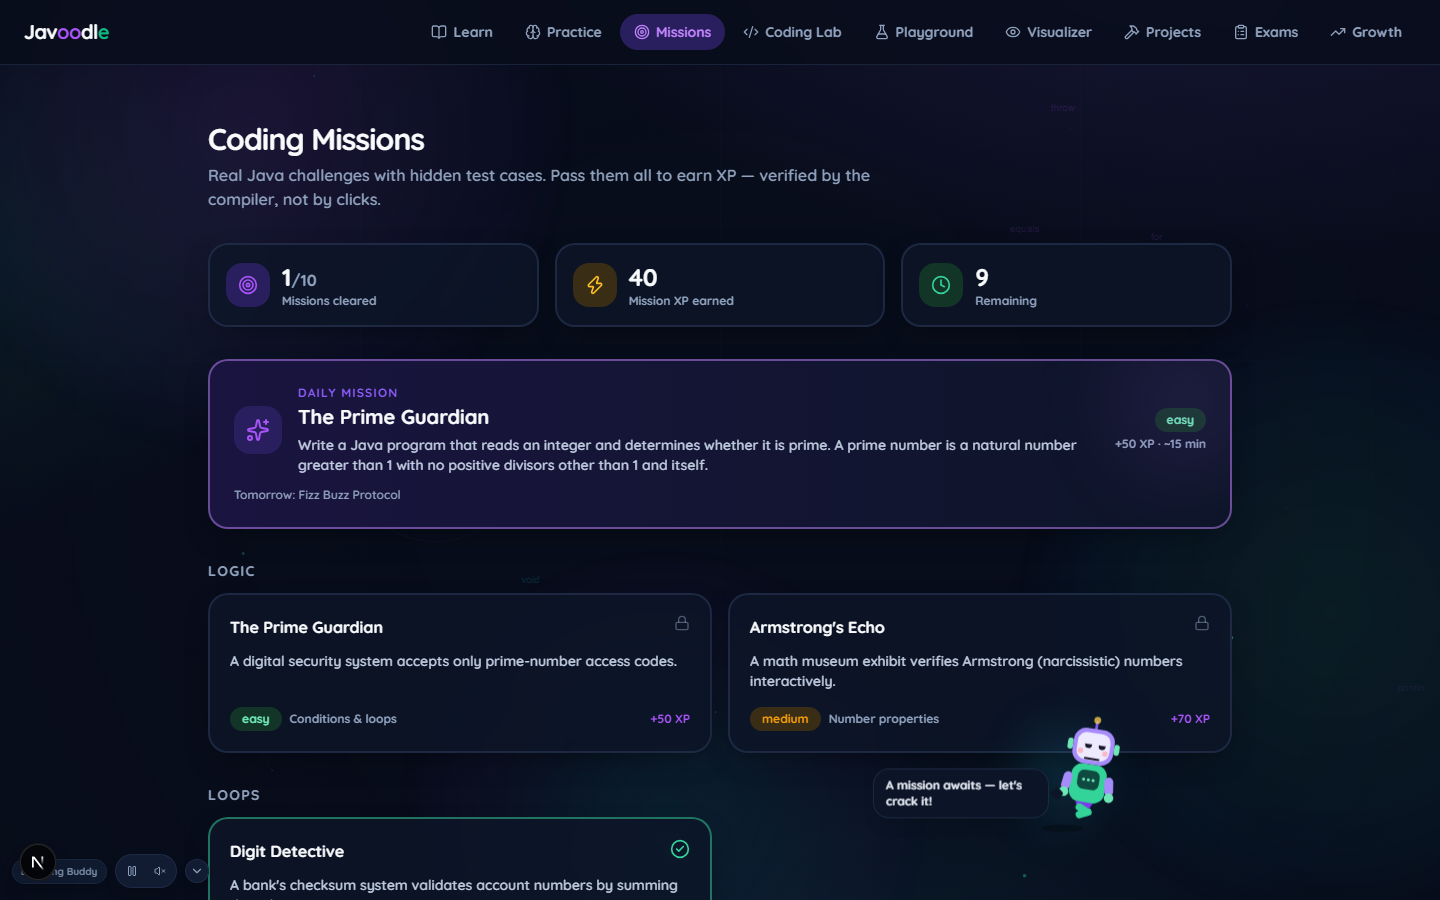 Javoodle
Learn
Practice
Missions
Coding Lab
Playground
Visualizer
Projects
Exams
Growth
throw
Coding Missions
Real Java challenges with hidden test cases. Pass them all to earn XP — verified by the
compiler, not by clicks.
equals
for
1/10
Missions cleared
40
Mission XP earned
9
Remaining
DAILY MISSION
The Prime Guardian
easy
Write a Java program that reads an integer and determines whether it is prime. A prime number is a natural number
greater than 1 with no positive divisors other than 1 and itself.
+50 XP · ~15 min
Tomorrow: Fizz Buzz Protocol
LOGIC
void
The Prime Guardian
A digital security system accepts only prime-number access codes.
easy
Conditions & loops
+50 XP
Armstrong's Echo
A math museum exhibit verifies Armstrong (narcissistic) numbers
interactively.
medium
Number properties
+70 XP
A mission awaits — let's
crack it!
LOOPS
Digit Detective
A bank's checksum system validates account numbers by summing
N
ng Buddy